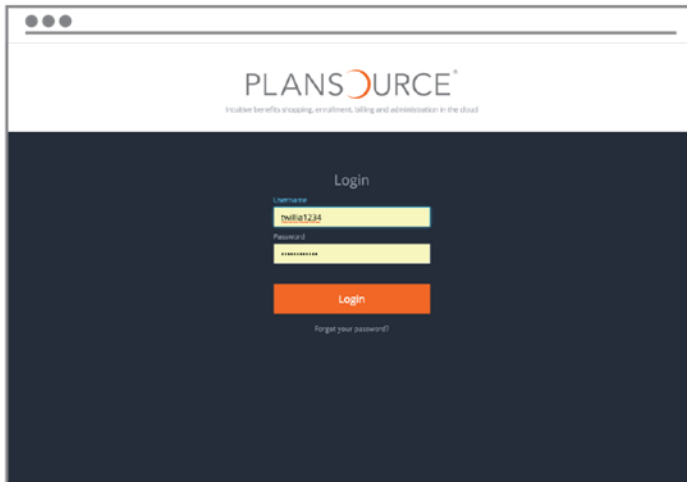 PLANSOURCE®
Intuitive benefits shopping, enrollment, billing and administration in the cloud
Login
Username
twillia1234
Password
Login
Forgot your password?